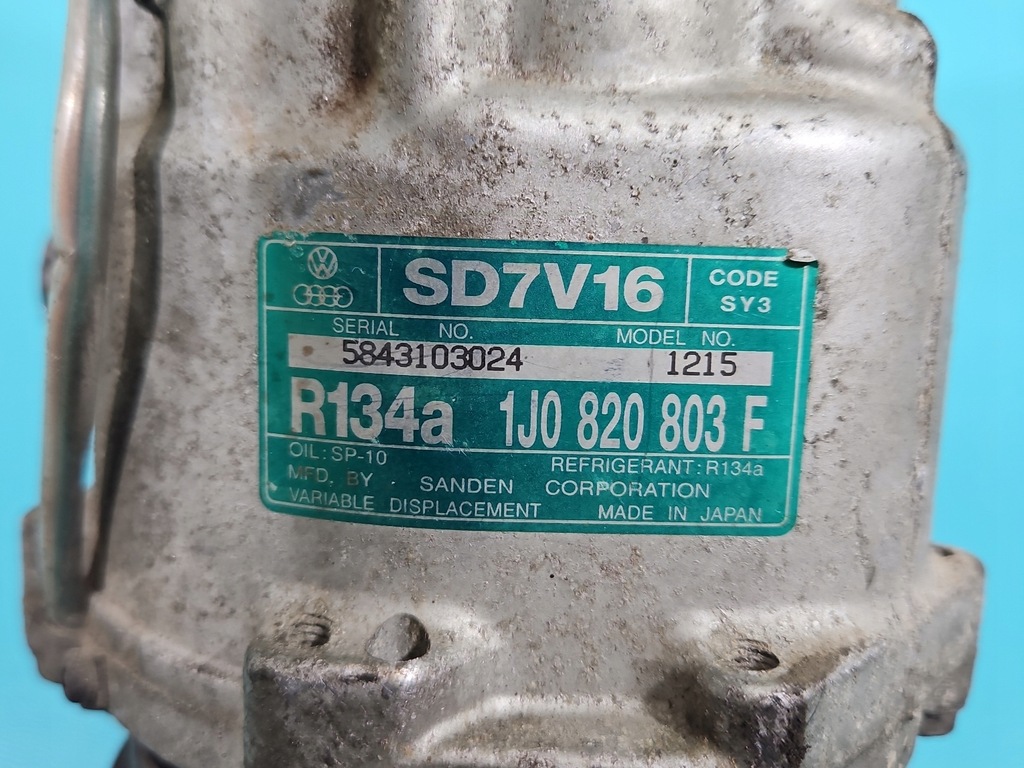 SD7V16
CODE
SY3
SERIAL NO.
MODEL NO.
5843103024
1215
R134a 1J0 820 803 F
OIL: SP-10
REFRIGERANT: R134a
MFD. BY SANDEN CORPORATION
VARIABLE DISPLACEMENT MADE IN JAPAN